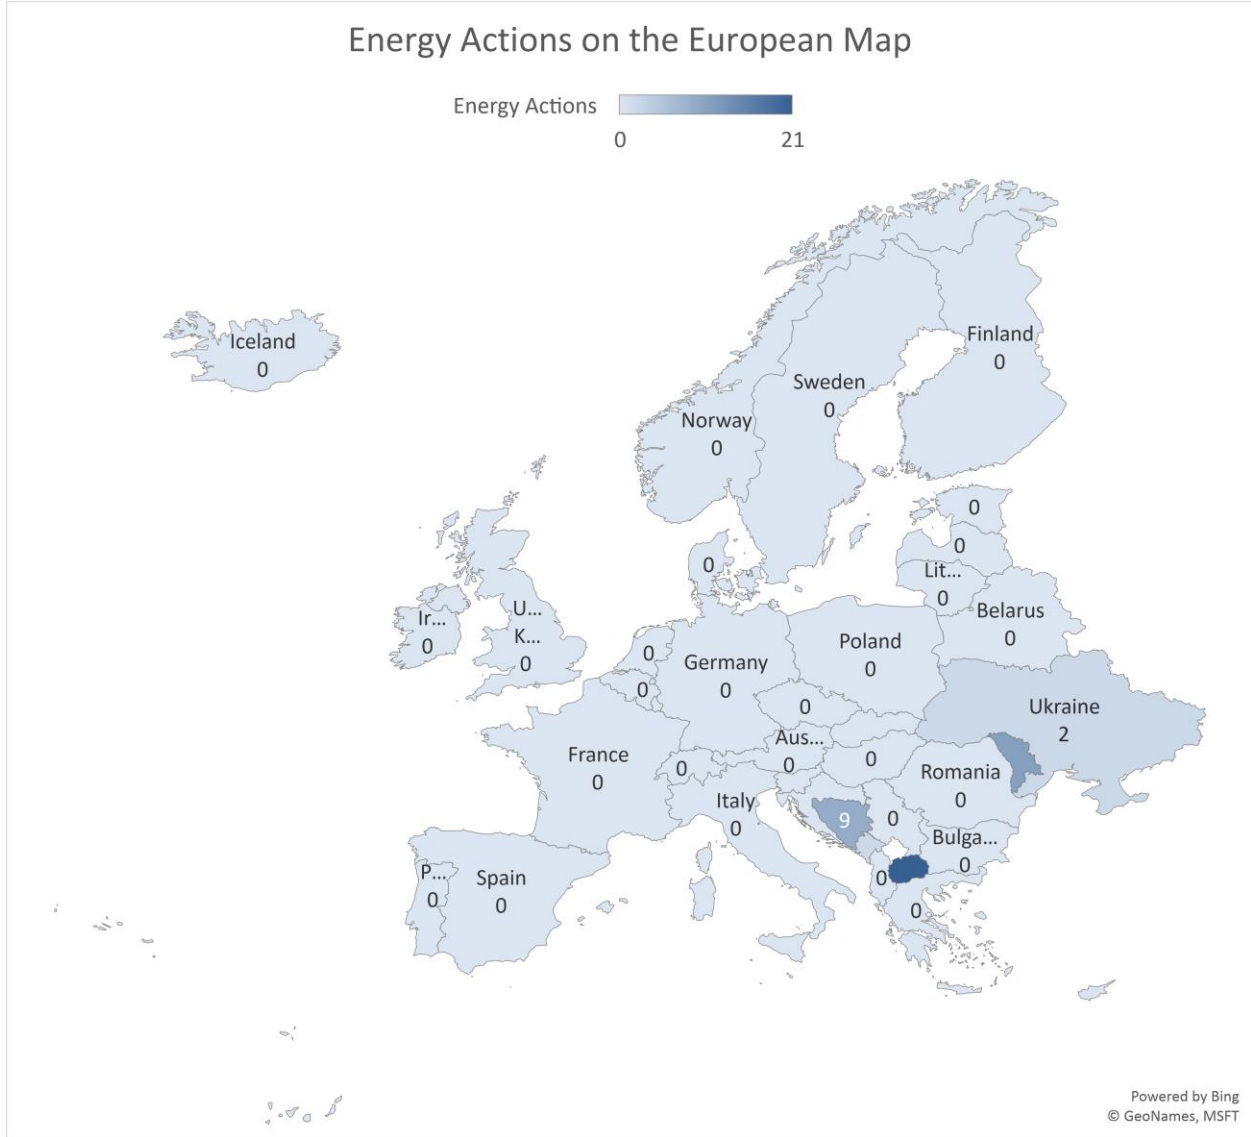 Energy Actions on the European Map
Energy Actions
0 21
Iceland
0
Finland
0
Sweden
0
Norway
0
0
0
0
Lit...
0
Belarus
0
Ir...
0
U...
K...
0
Poland
0
0
Germany
0
0
0
Ukraine
2
Aus...
0
France
0
0
0
Romania
0
Italy
0
9
0
Bulga...
0
P...
0
Spain
0
0
0
Powered by Bing
© GeoNames, MSFT